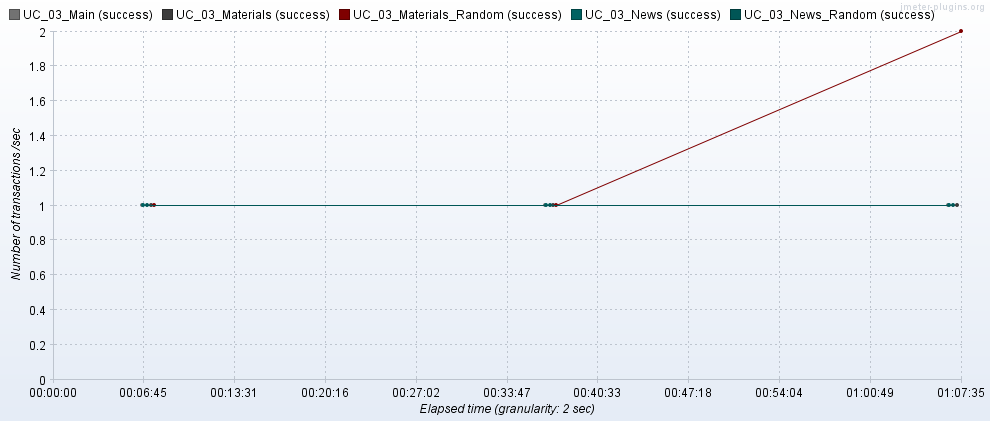 jmeter-plugins.org
UC_03_Main (success) UC_03_Materials (success) UC_03_Materials_Random (success) UC_03_News (success) UC_03_News_Random (success)
2
1.8
1.6
1.4
1.2
1
0.8
0.6
0.4
0.2
0
Number of transactions/sec
00:00:00 00:06:45 00:13:31 00:20:16 00:27:02 00:33:47 00:40:33 00:47:18 00:54:04 01:00:49 01:07:35
Elapsed time (granularity: 2 sec)